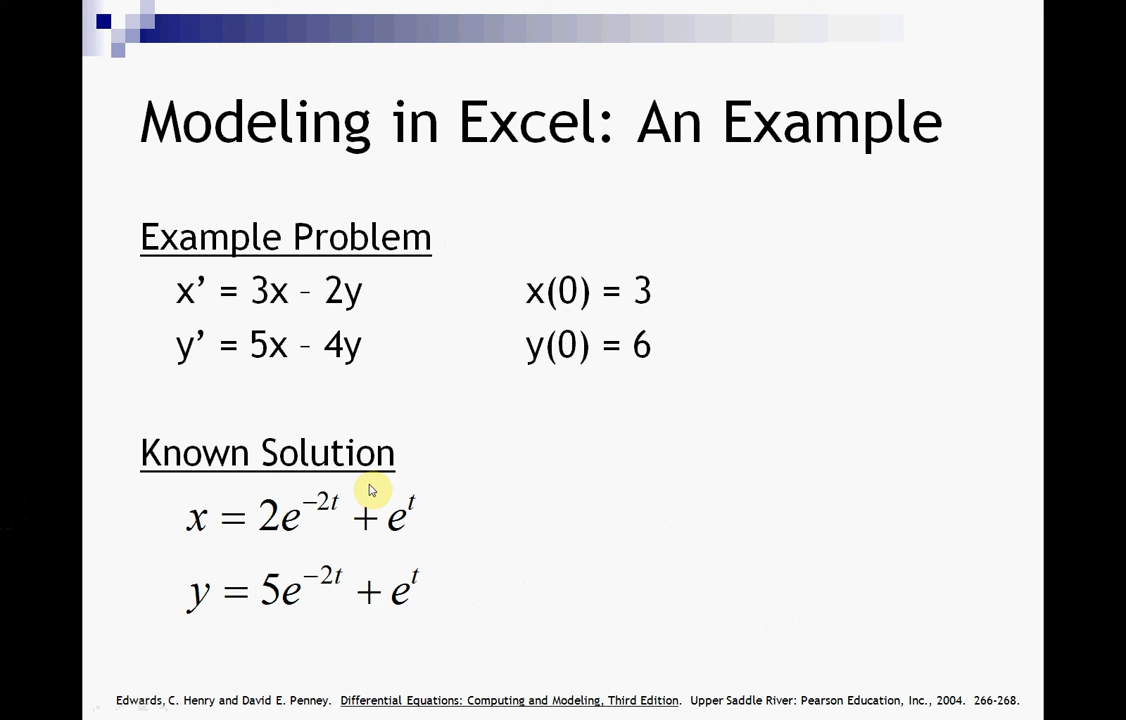 Modeling in Excel: An Example
Example Problem
x’ = 3x – 2y x(0) = 3
y’ = 5x – 4y y(0) = 6
Known Solution
x = 2e^{−2t} + e^t
y = 5e^{−2t} + e^t
Edwards, C. Henry and David E. Penney. Differential Equations: Computing and Modeling, Third Edition. Upper Saddle River: Pearson Education, Inc., 2004. 266-268.